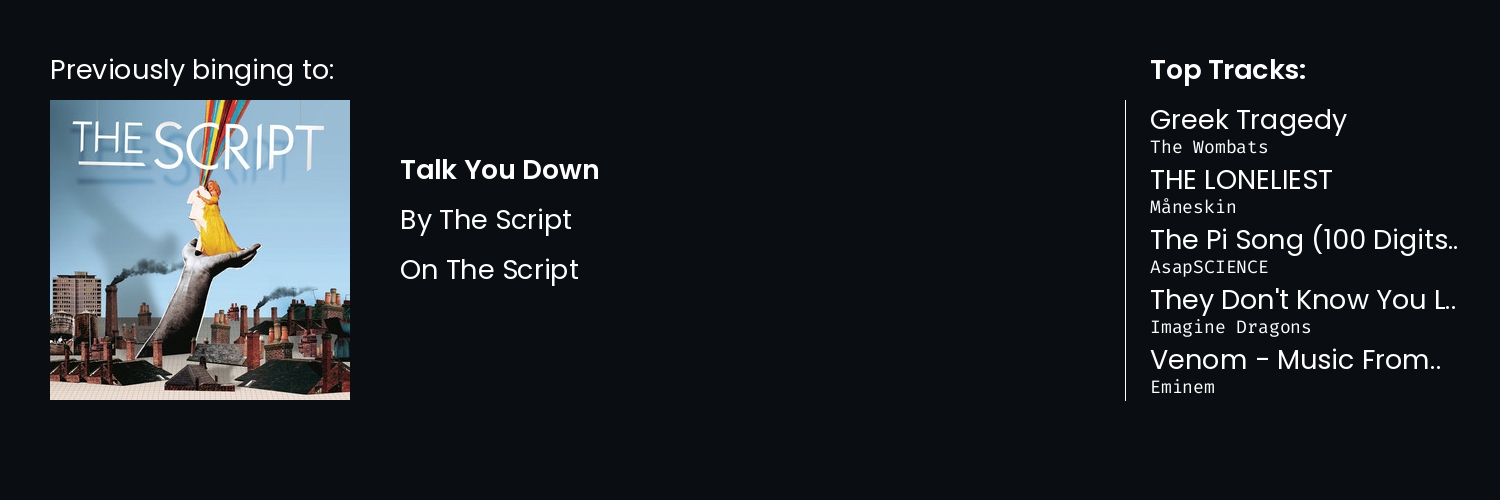 Previously binging to:
THE SCRIPT
Talk You Down
By The Script
On The Script
Top Tracks:
Greek Tragedy
The Wombats
THE LONELIEST
Måneskin
The Pi Song (100 Digits..
AsapSCIENCE
They Don't Know You L..
Imagine Dragons
Venom - Music From..
Eminem